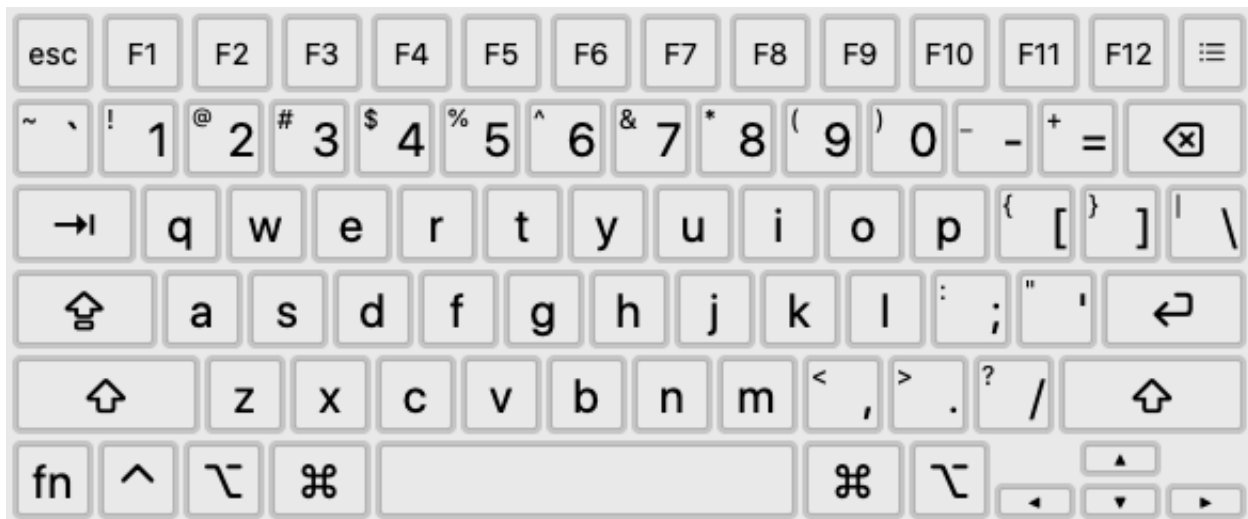 esc F1 F2 F3 F4 F5 F6 F7 F8 F9 F10 F11 F12
~ ` ! 1 @ 2 # 3 $ 4 % 5 ^ 6 & 7 * 8 ( 9 ) 0 _ - + =
q w e r t y u i o p { [ } ] | \
a s d f g h j k l : ; " '
z x c v b n m < , > . ? /
fn ^ ⌥ ⌘ ⌘ ⌥